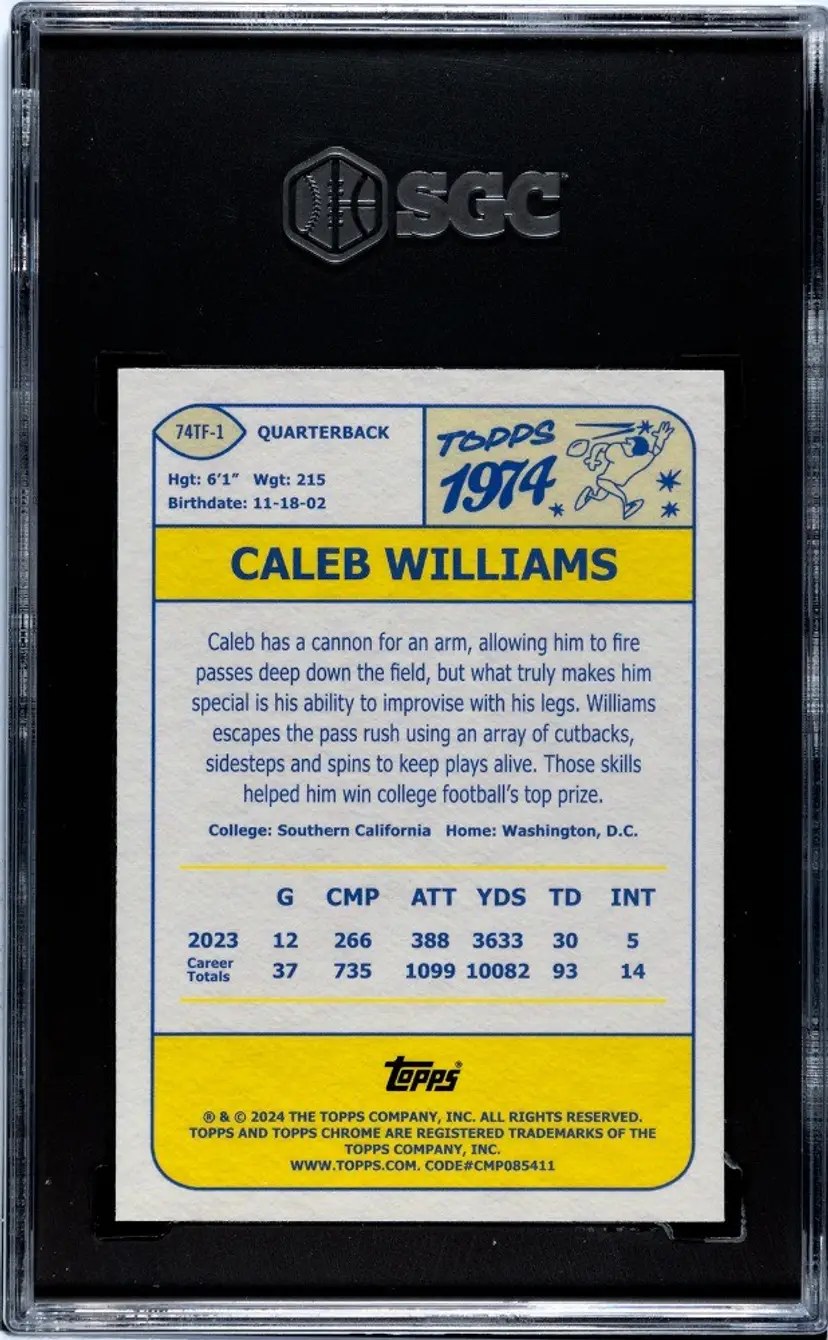 SGC
74TF-1 QUARTERBACK
Hgt: 6'1" Wgt: 215
Birthdate: 11-18-02
TOPPS
1974
CALEB WILLIAMS
Caleb has a cannon for an arm, allowing him to fire
passes deep down the field, but what truly makes him
special is his ability to improvise with his legs. Williams
escapes the pass rush using an array of cutbacks,
sidesteps and spins to keep plays alive. Those skills
helped him win college football's top prize.
College: Southern California Home: Washington, D.C.
G CMP ATT YDS TD INT
2023 12 266 388 3633 30 5
Career
Totals 37 735 1099 10082 93 14
Topps®
® & © 2024 THE TOPPS COMPANY, INC. ALL RIGHTS RESERVED.
TOPPS AND TOPPS CHROME ARE REGISTERED TRADEMARKS OF THE
TOPPS COMPANY, INC.
WWW.TOPPS.COM. CODE#CMP085411